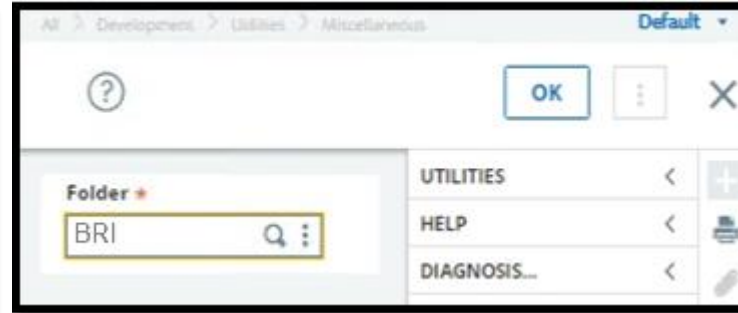 All > Development > Utilities > Miscellaneous
Default
OK
Folder *
BRI
UTILITIES
HELP
DIAGNOSIS...